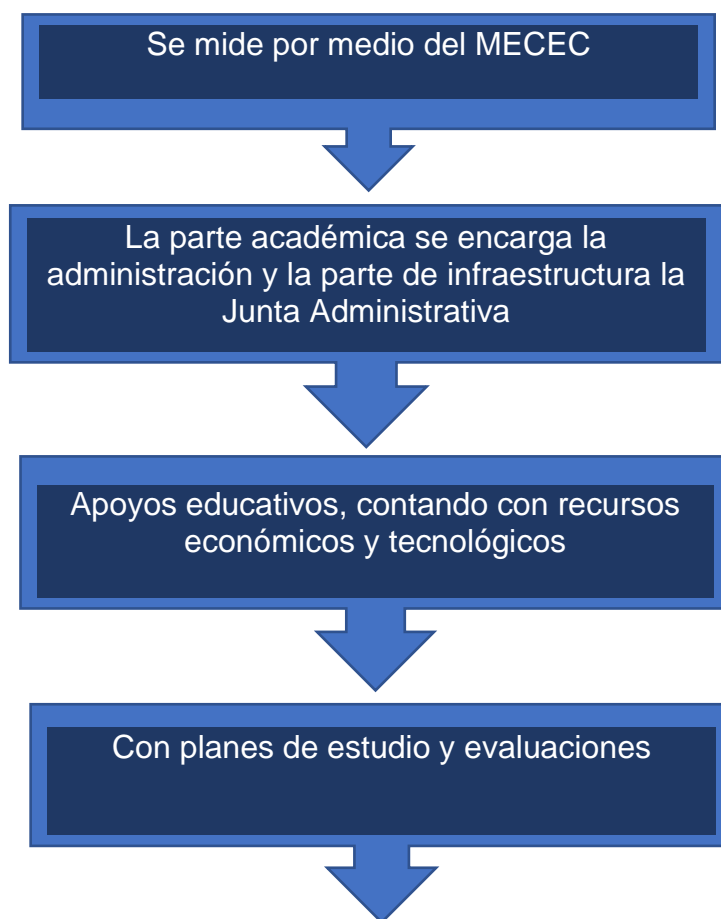 Se mide por medio del MECEC
La parte académica se encarga la
administración y la parte de infraestructura la
Junta Administrativa
Apoyos educativos, contando con recursos
económicos y tecnológicos
Con planes de estudio y evaluaciones